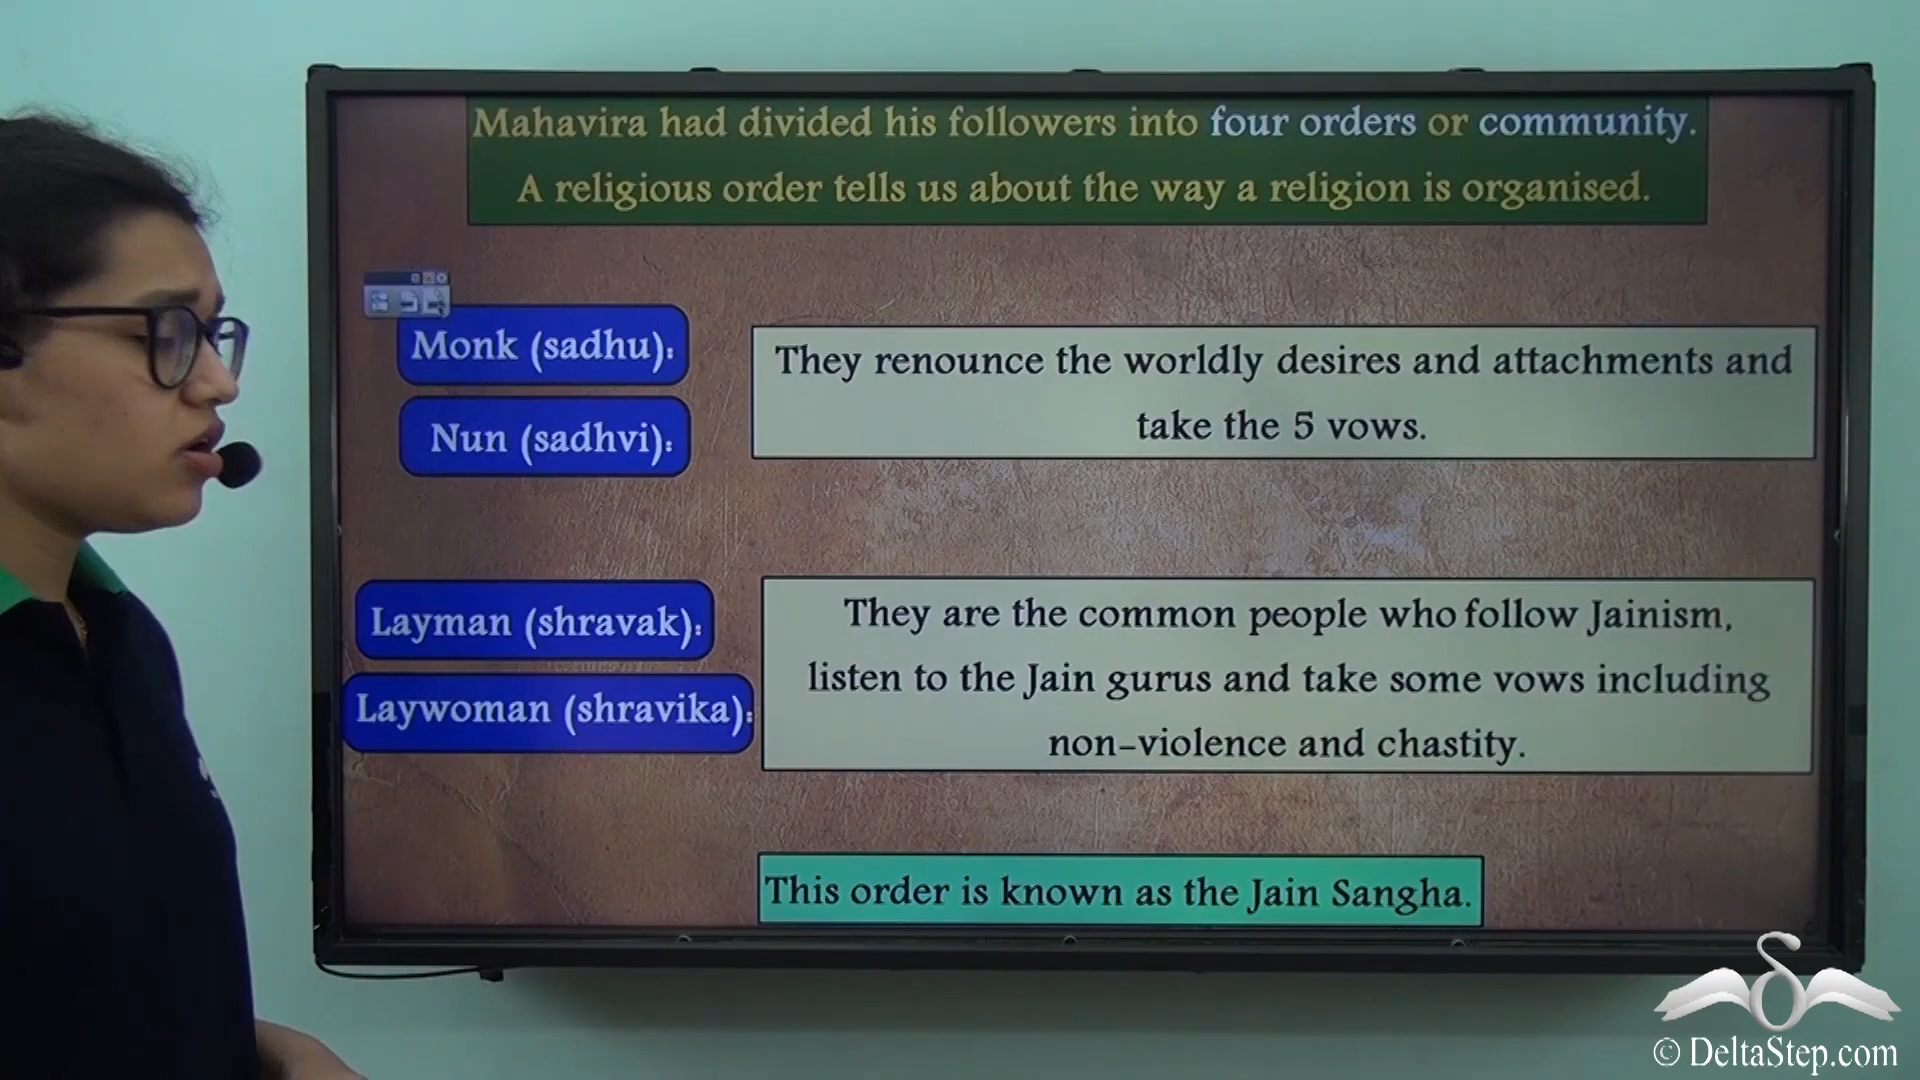 Mahavira had divided his followers into four orders or community.
A religious order tells us about the way a religion is organised.
Monk (sadhu):
Nun (sadhvi):
They renounce the worldly desires and attachments and
take the 5 vows.
Layman (shravak):
Laywoman (shravika):
They are the common people who follow Jainism,
listen to the Jain gurus and take some vows including
non-violence and chastity.
This order is known as the Jain Sangha.
© DeltaStep.com